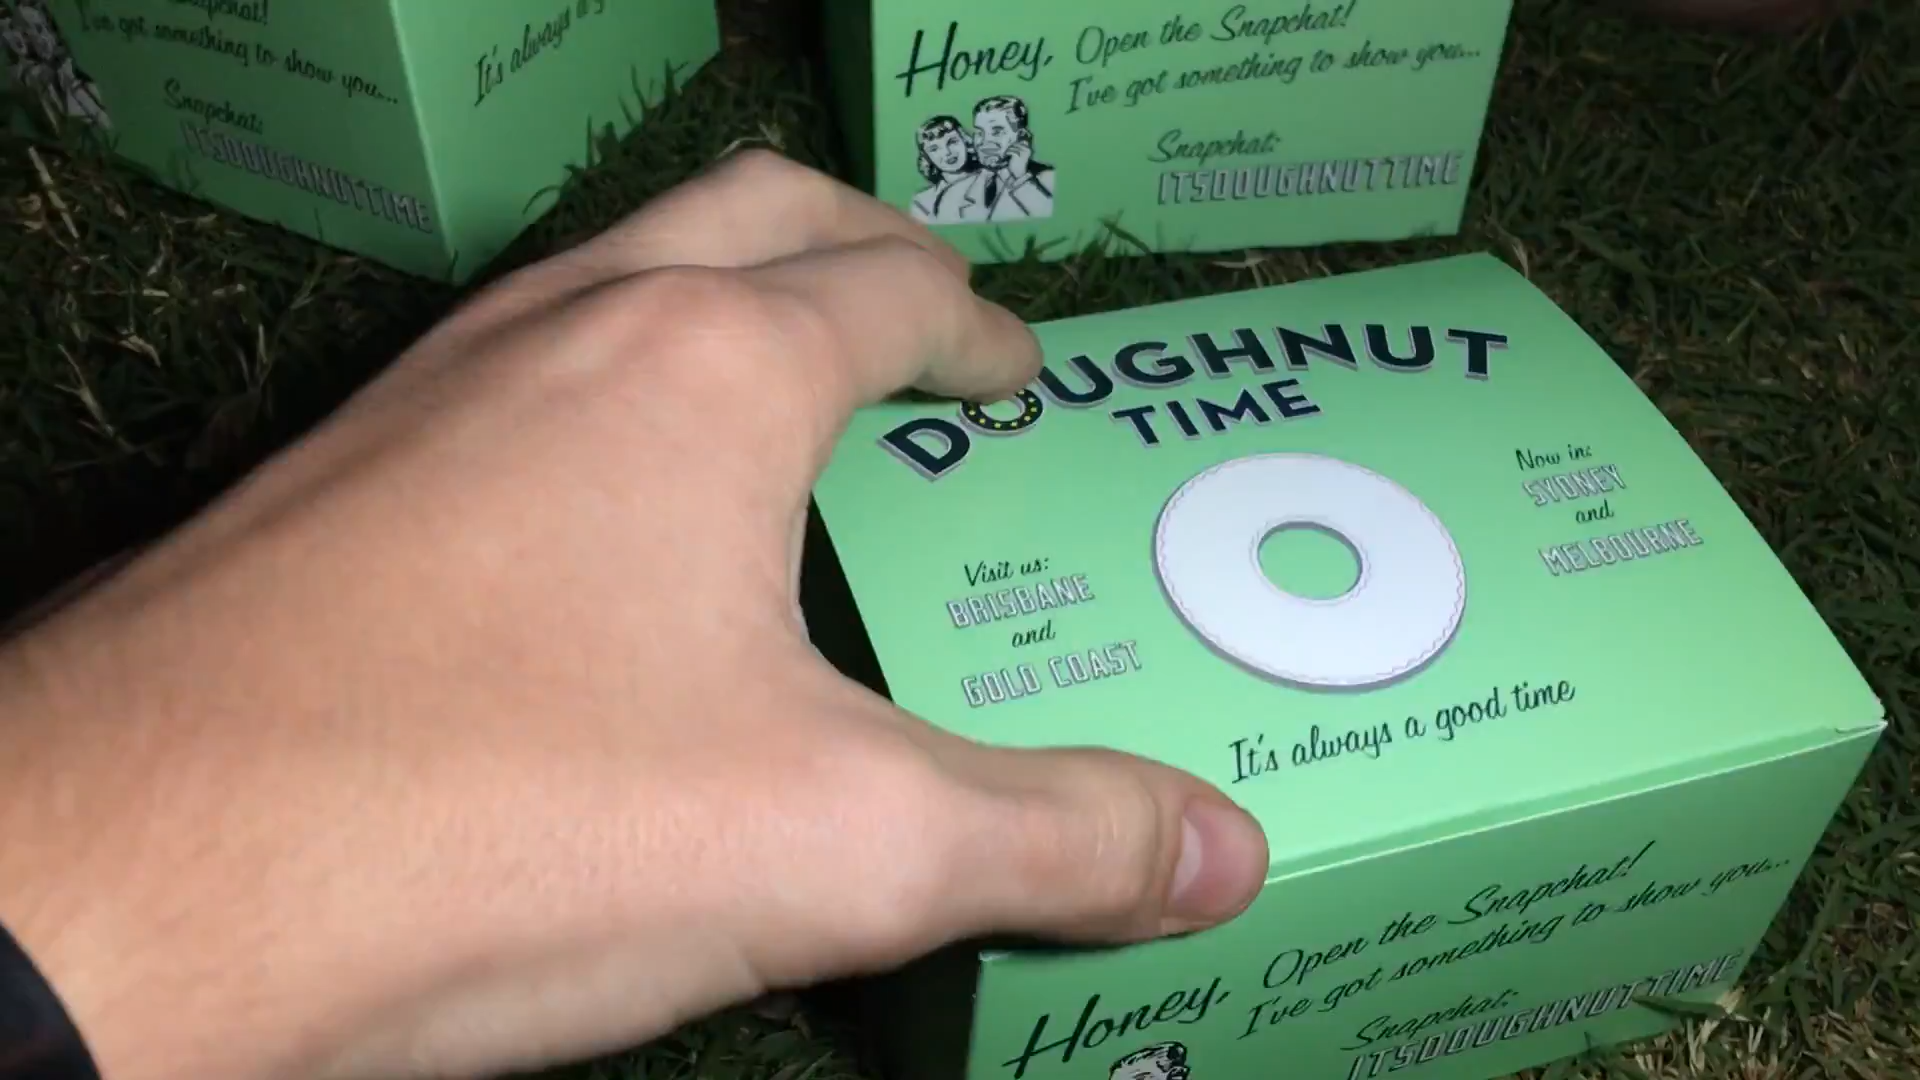 Snapchat!
I've got something to show you...
Snapchat:
ITSDOUGHNUTTIME
It's always a
Honey, Open the Snapchat!
I've got something to show you...
Snapchat:
ITSDOUGHNUTTIME
DOUGHNUT
TIME
Visit us:
BRISBANE
and
GOLD COAST
Now in:
SYDNEY
and
MELBOURNE
It's always a good time
Honey, Open the Snapchat!
I've got something to show you...
Snapchat:
ITSDOUGHNUTTIME